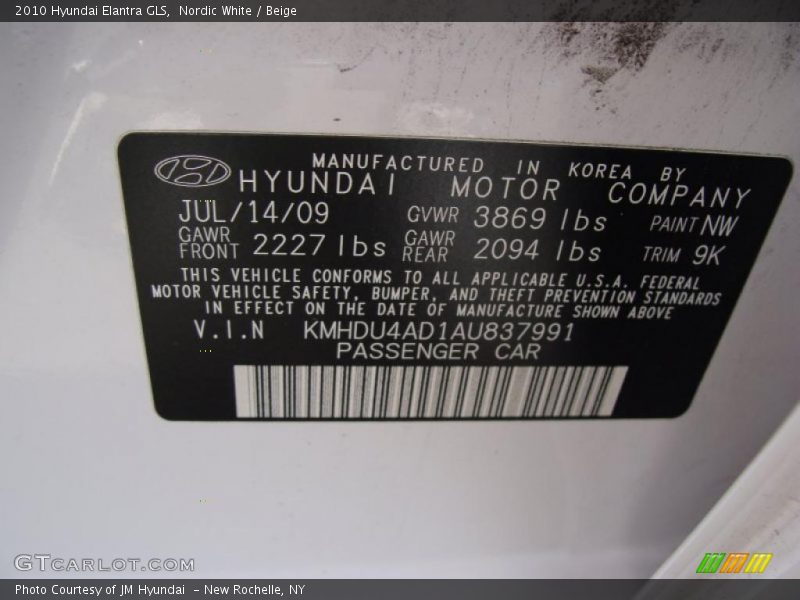 2010 Hyundai Elantra GLS,  Nordic White / Beige
MANUFACTURED IN KOREA BY
HYUNDAI MOTOR COMPANY
JUL/14/09 GVWR 3869 lbs PAINT NW
GAWR FRONT 2227 lbs GAWR REAR 2094 lbs TRIM 9K
THIS VEHICLE CONFORMS TO ALL APPLICABLE U.S.A. FEDERAL
MOTOR VEHICLE SAFETY, BUMPER, AND THEFT PREVENTION STANDARDS
IN EFFECT ON THE DATE OF MANUFACTURE SHOWN ABOVE
V.I.N KMHDU4AD1AU837991
PASSENGER CAR
GTCARLOT.COM
Photo Courtesy of JM Hyundai  - New Rochelle, NY